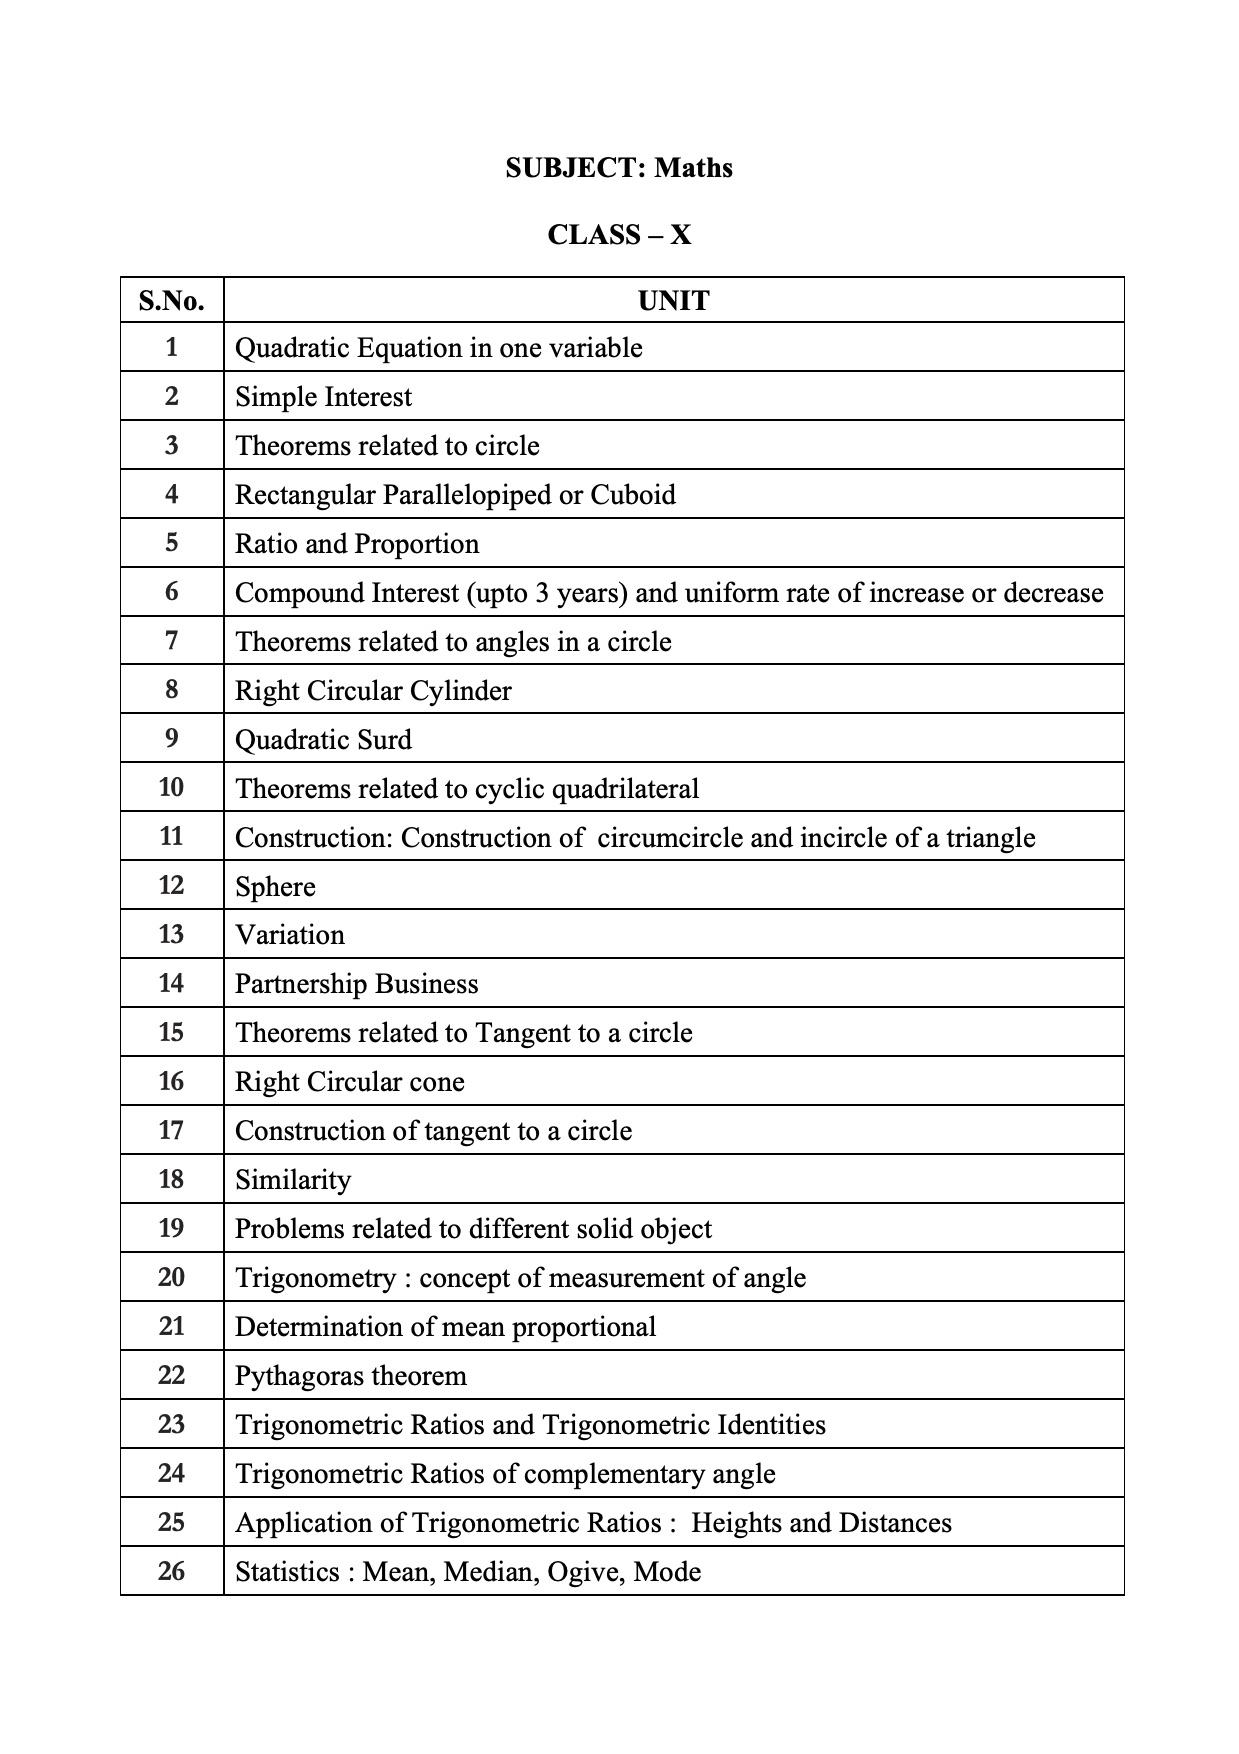 SUBJECT: Maths
CLASS – X
S.No. UNIT
1 Quadratic Equation in one variable
2 Simple Interest
3 Theorems related to circle
4 Rectangular Parallelopiped or Cuboid
5 Ratio and Proportion
6 Compound Interest (upto 3 years) and uniform rate of increase or decrease
7 Theorems related to angles in a circle
8 Right Circular Cylinder
9 Quadratic Surd
10 Theorems related to cyclic quadrilateral
11 Construction: Construction of  circumcircle and incircle of a triangle
12 Sphere
13 Variation
14 Partnership Business
15 Theorems related to Tangent to a circle
16 Right Circular cone
17 Construction of tangent to a circle
18 Similarity
19 Problems related to different solid object
20 Trigonometry : concept of measurement of angle
21 Determination of mean proportional
22 Pythagoras theorem
23 Trigonometric Ratios and Trigonometric Identities
24 Trigonometric Ratios of complementary angle
25 Application of Trigonometric Ratios :  Heights and Distances
26 Statistics : Mean, Median, Ogive, Mode